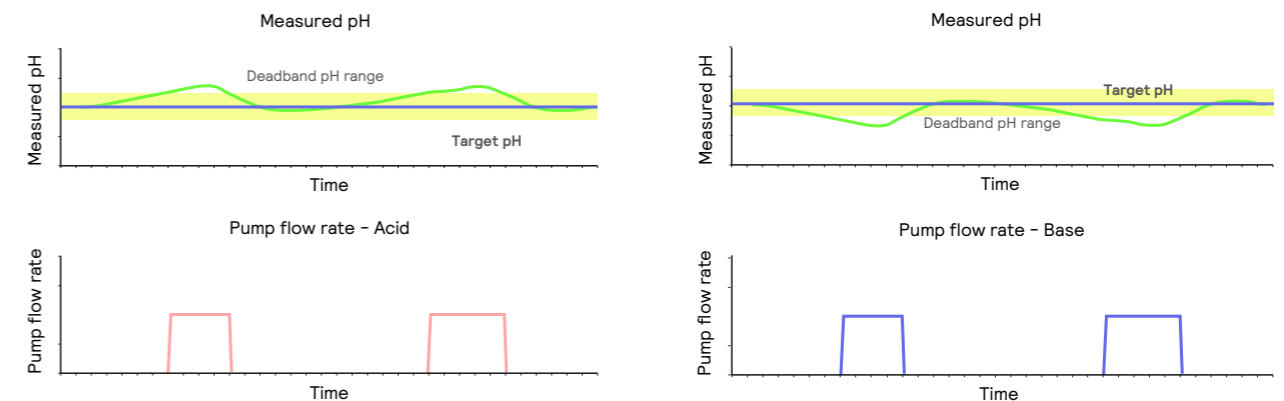 Measured pH
Measured pH
Deadband pH range
Target pH
Time
Measured pH
Measured pH
Target pH
Deadband pH range
Time
Pump flow rate - Acid
Pump flow rate
Time
Pump flow rate - Base
Pump flow rate
Time